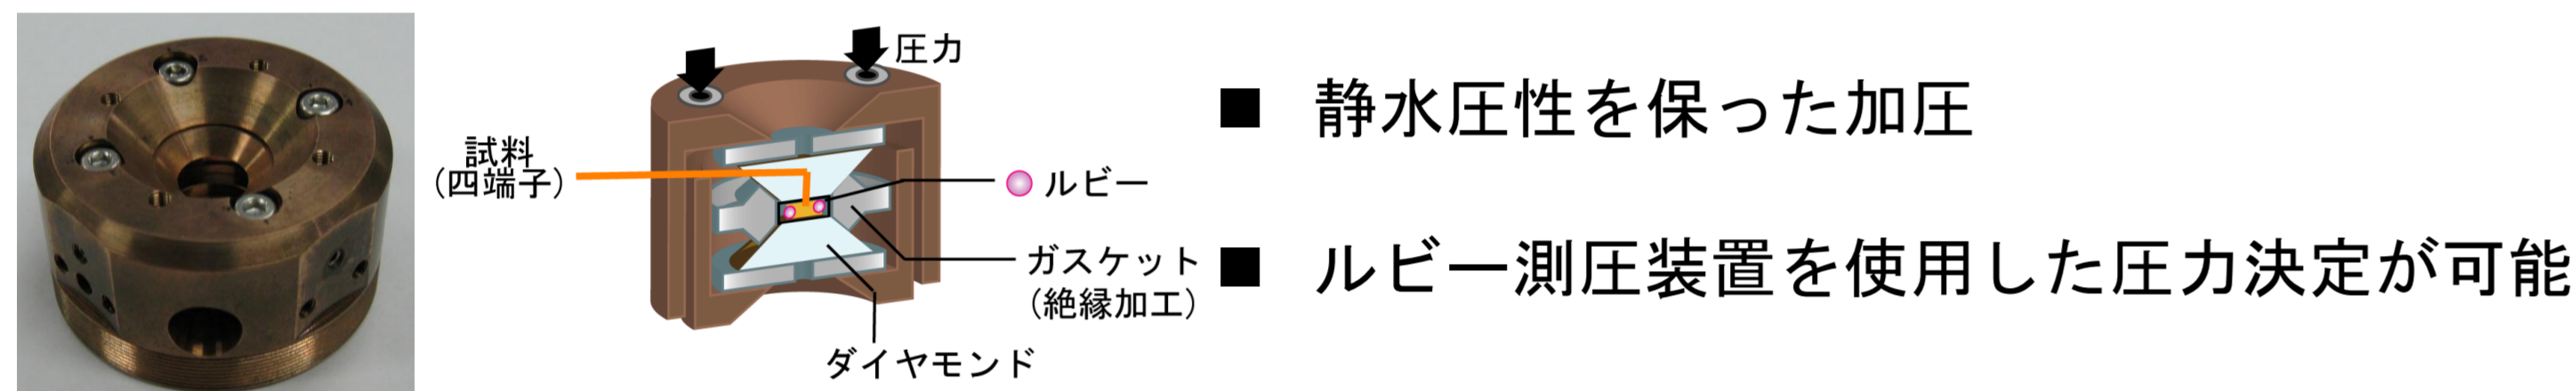 圧力
試料
(四端子)
ルビー
ガスケット
(絶縁加工)
ダイヤモンド
■ 静水圧性を保った加圧
■ ルビー測圧装置を使用した圧力決定が可能